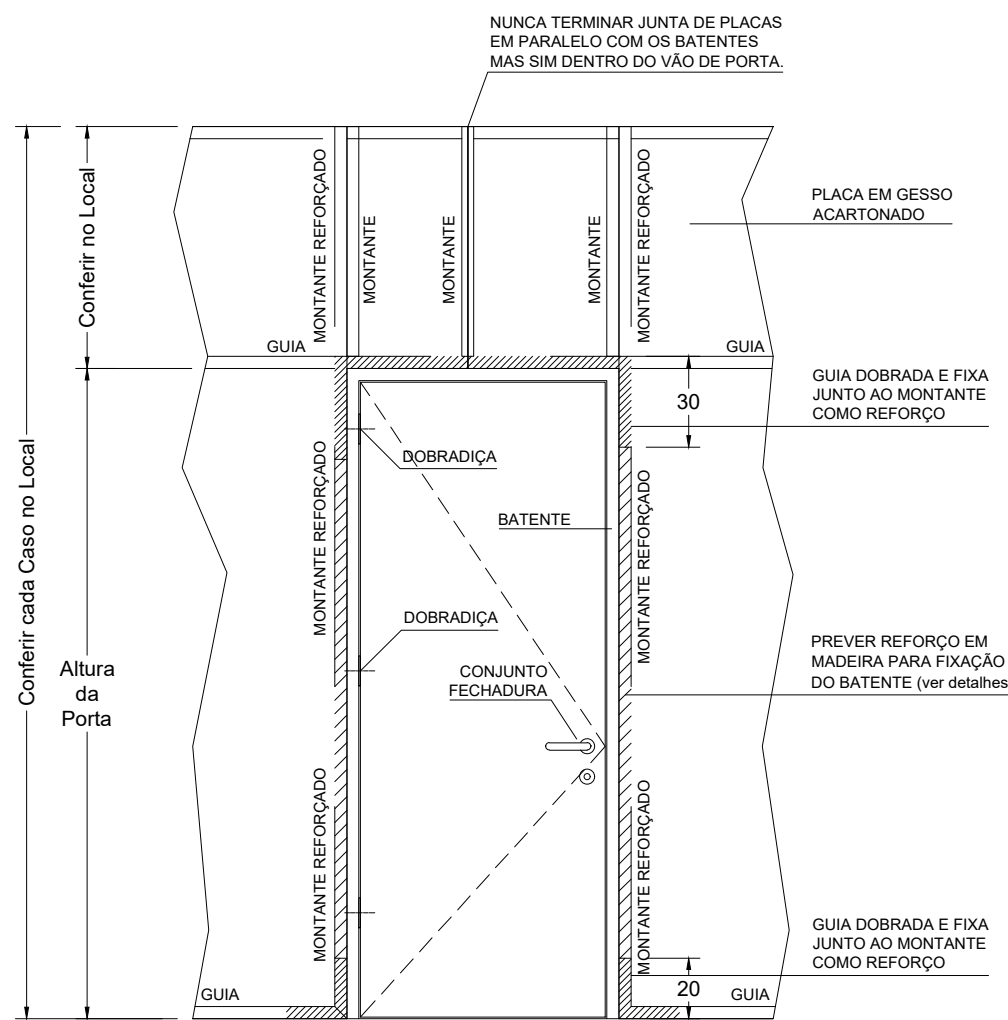 NUNCA TERMINAR JUNTA DE PLACAS
EM PARALELO COM OS BATENTES
MAS SIM DENTRO DO VÃO DE PORTA.
Conferir cada Caso no Local
Conferir no Local
MONTANTE REFORÇADO
MONTANTE
MONTANTE
MONTANTE
MONTANTE REFORÇADO
PLACA EM GESSO
ACARTONADO
GUIA
GUIA
30
GUIA DOBRADA E FIXA
JUNTO AO MONTANTE
COMO REFORÇO
MONTANTE REFORÇADO
DOBRADIÇA
BATENTE
MONTANTE REFORÇADO
DOBRADIÇA
Altura
da
Porta
CONJUNTO
FECHADURA
PREVER REFORÇO EM
MADEIRA PARA FIXAÇÃO
DO BATENTE (ver detalhes
MONTANTE REFORÇADO
MONTANTE REFORÇADO
GUIA DOBRADA E FIXA
JUNTO AO MONTANTE
COMO REFORÇO
GUIA
20
GUIA